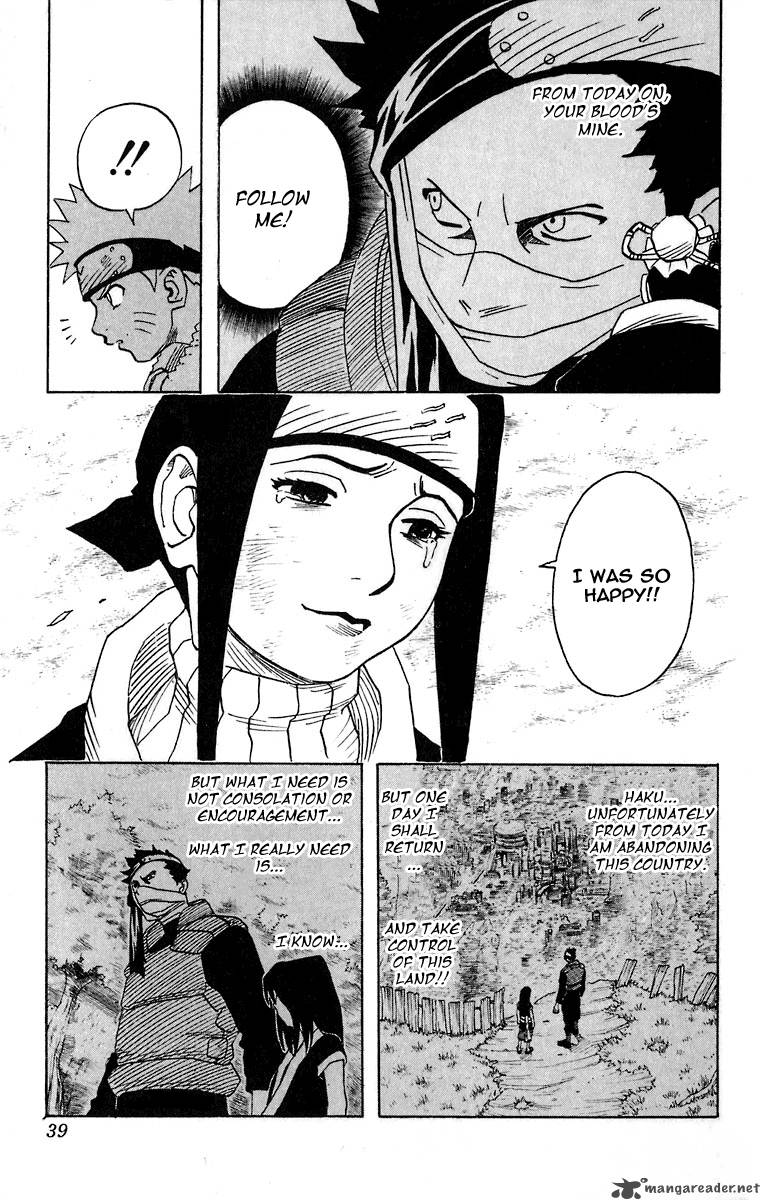 FROM TODAY ON,
YOUR BLOOD'S
MINE.
FOLLOW
ME!
!!
I WAS SO
HAPPY!!
HAKU...
UNFORTUNATELY
FROM TODAY I
AM ABANDONING
THIS COUNTRY.
BUT ONE
DAY I
SHALL
RETURN
...
AND TAKE
CONTROL
OF THIS
LAND!!
BUT WHAT I NEED IS
NOT CONSOLATION OR
ENCOURAGEMENT...
WHAT I REALLY NEED
IS...
I KNOW...
39
mangareader.net